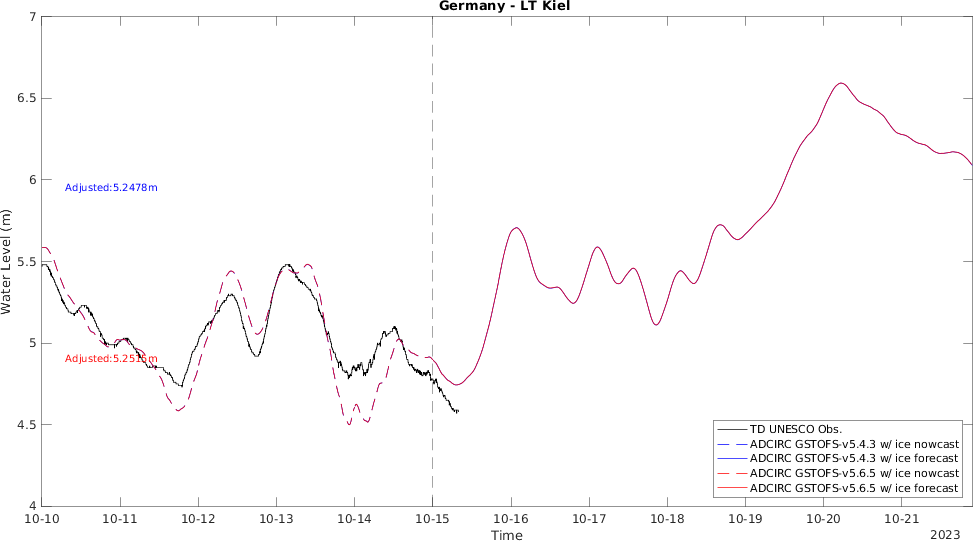 Germany - LT Kiel
7
6.5
6
5.5
5
4.5
4
Water Level (m)
Adjusted:5.2478m
Adjusted:5.2515m
TD UNESCO Obs.
ADCIRC GSTOFS-v5.4.3 w/ ice nowcast
ADCIRC GSTOFS-v5.4.3 w/ ice forecast
ADCIRC GSTOFS-v5.6.5 w/ ice nowcast
ADCIRC GSTOFS-v5.6.5 w/ ice forecast
10-10 10-11 10-12 10-13 10-14 10-15 10-16 10-17 10-18 10-19 10-20 10-21
Time
2023